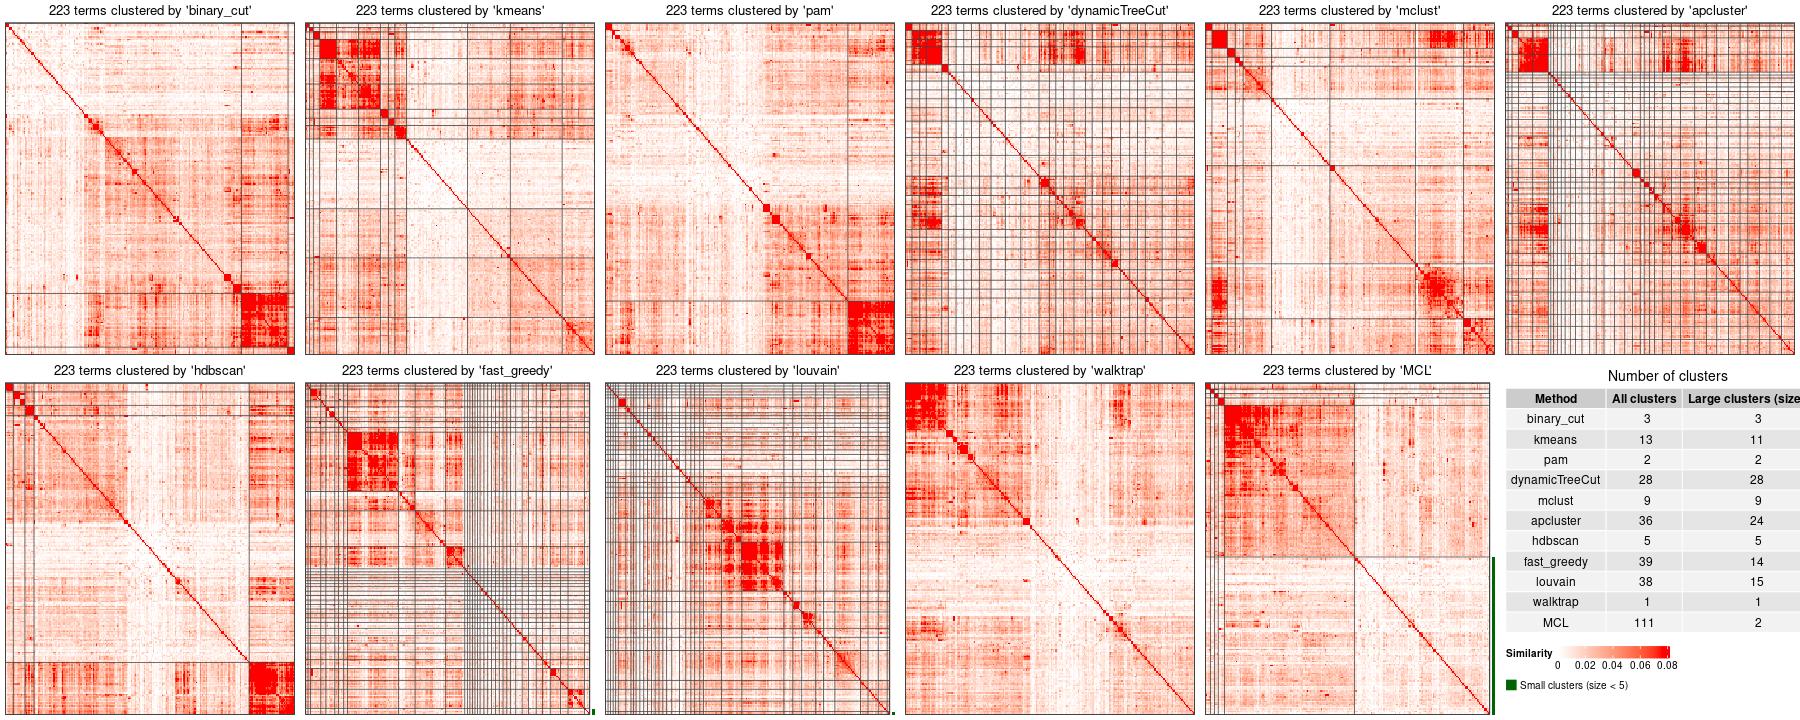 223 terms clustered by 'binary_cut'
223 terms clustered by 'kmeans'
223 terms clustered by 'pam'
223 terms clustered by 'dynamicTreeCut'
223 terms clustered by 'mclust'
223 terms clustered by 'apcluster'
223 terms clustered by 'hdbscan'
223 terms clustered by 'fast_greedy'
223 terms clustered by 'louvain'
223 terms clustered by 'walktrap'
223 terms clustered by 'MCL'
Number of clusters
Method All clusters Large clusters (size
binary_cut 3 3
kmeans 13 11
pam 2 2
dynamicTreeCut 28 28
mclust 9 9
apcluster 36 24
hdbscan 5 5
fast_greedy 39 14
louvain 38 15
walktrap 1 1
MCL 111 2
Similarity
0 0.02 0.04 0.06 0.08
Small clusters (size < 5)